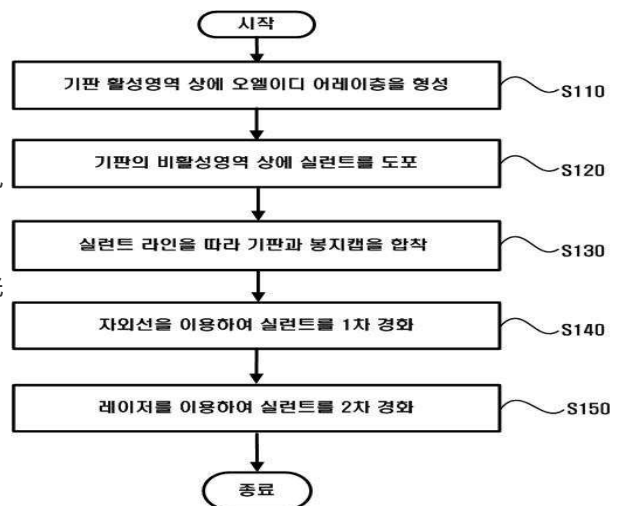 시작
기판 활성영역 상에 오엘이디 어레이층을 형성
S110
기판의 비활성영역 상에 실런트를 도포
S120
실런트 라인을 따라 기판과 봉지캡을 합착
S130
자외선을 이용하여 실런트를 1차 경화
S140
레이저를 이용하여 실런트를 2차 경화
S150
종료